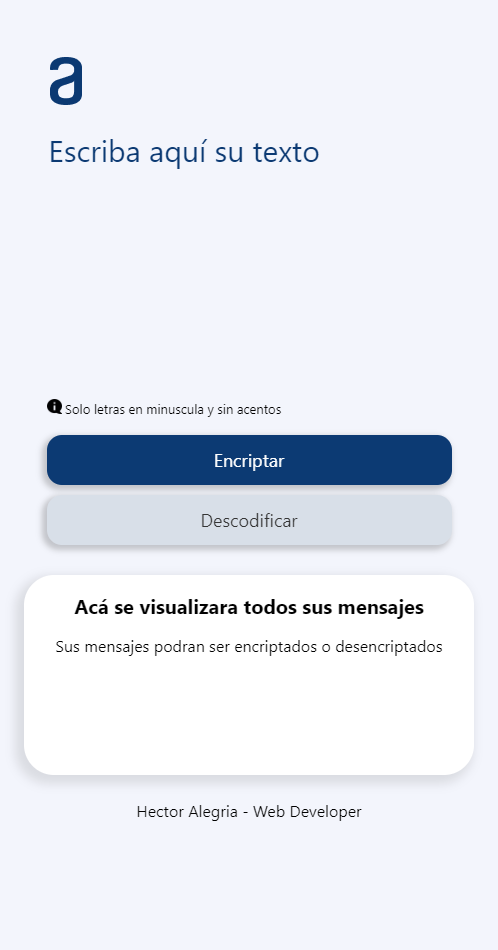 a
Escriba aquí su texto
Solo letras en minuscula y sin acentos
Encriptar
Descodificar
Acá se visualizara todos sus mensajes
Sus mensajes podran ser encriptados o desencriptados
Hector Alegria - Web Developer